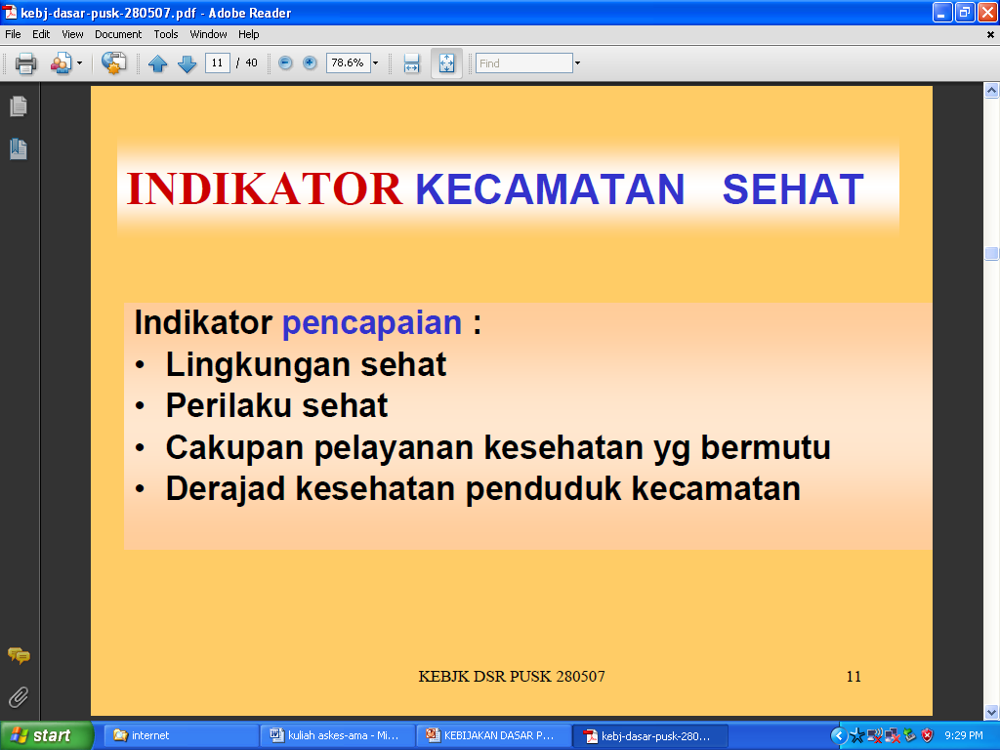 kebj-dasar-pusk-280507.pdf - Adobe Reader
File Edit View Document Tools Window Help
11 / 40 78.6% Find
INDIKATOR KECAMATAN SEHAT
Indikator pencapaian :
• Lingkungan sehat
• Perilaku sehat
• Cakupan pelayanan kesehatan yg bermutu
• Derajad kesehatan penduduk kecamatan
KEBJK DSR PUSK 280507 11
start internet kuliah askes-ama - Mi... KEBIJAKAN DASAR P... kebj-dasar-pusk-280... 9:29 PM